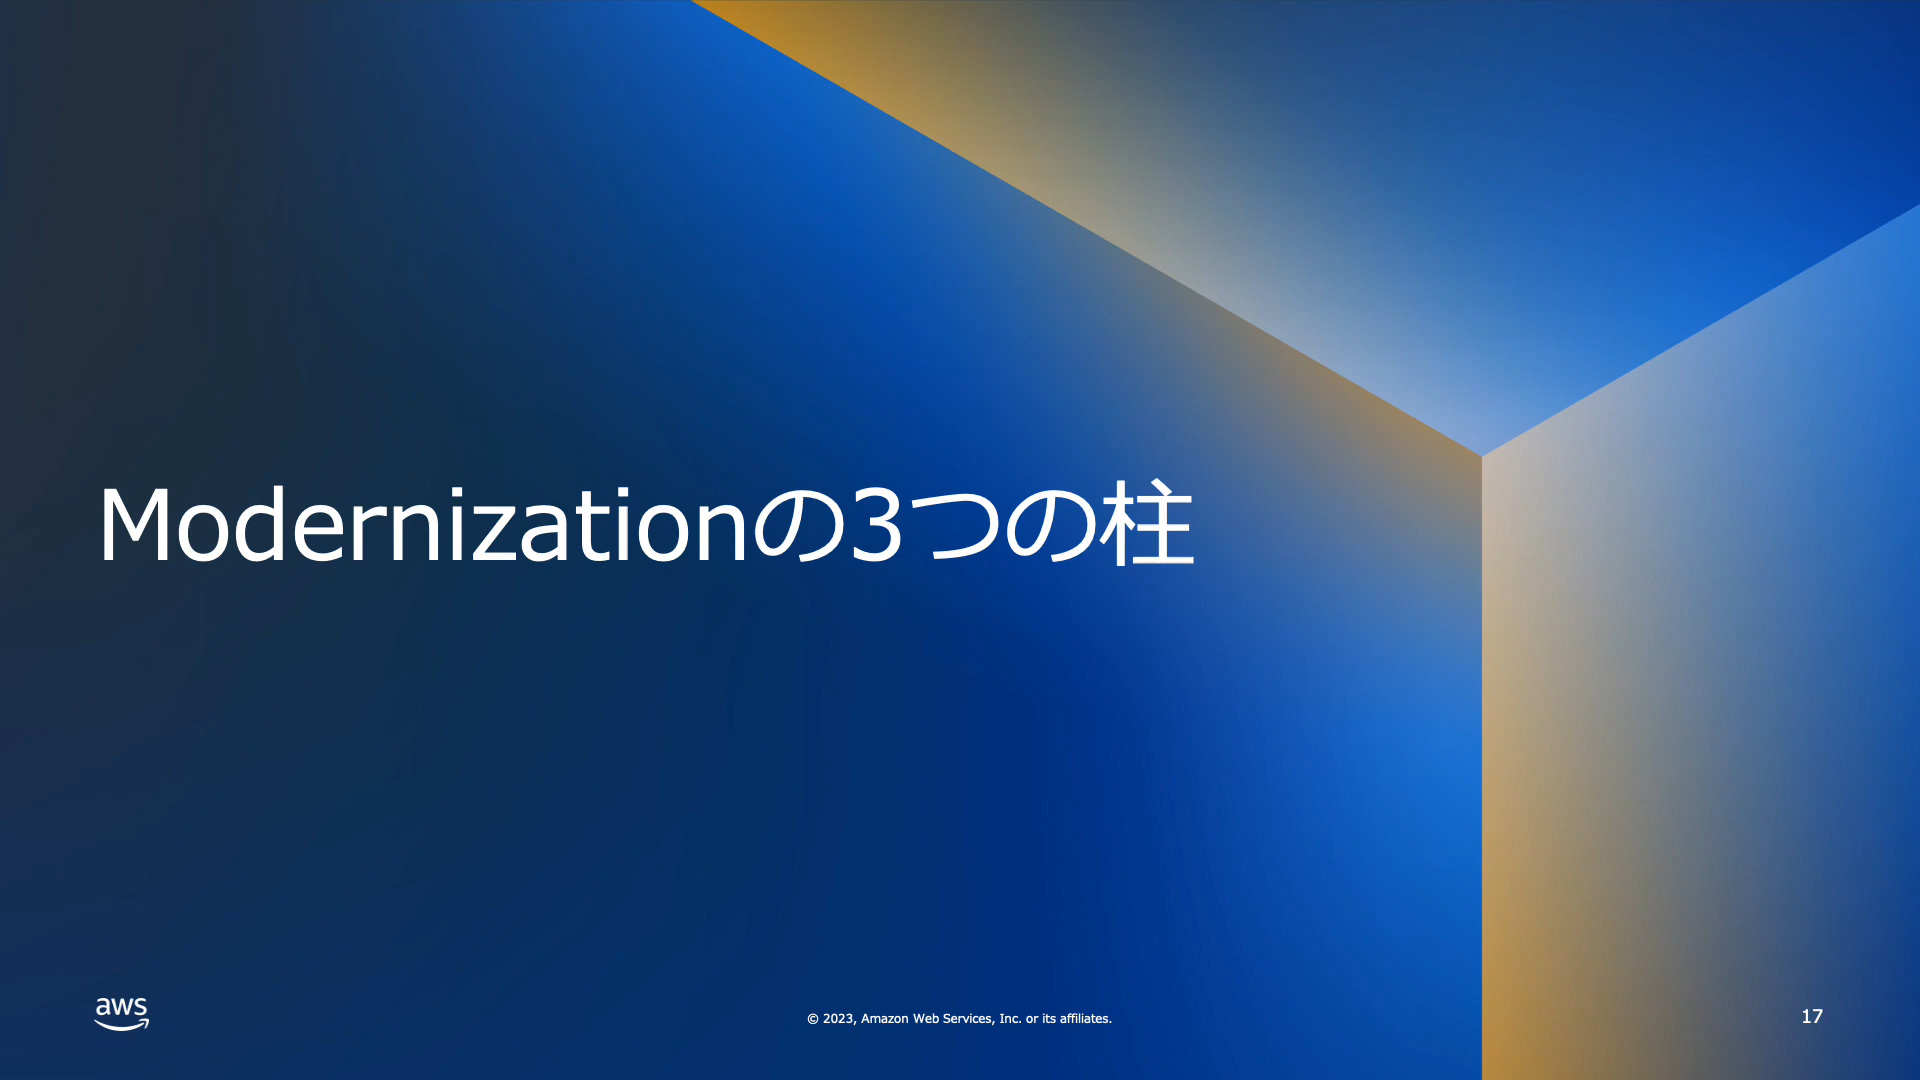 Modernizationの3つの柱
aws
© 2023, Amazon Web Services, Inc. or its affiliates.
17